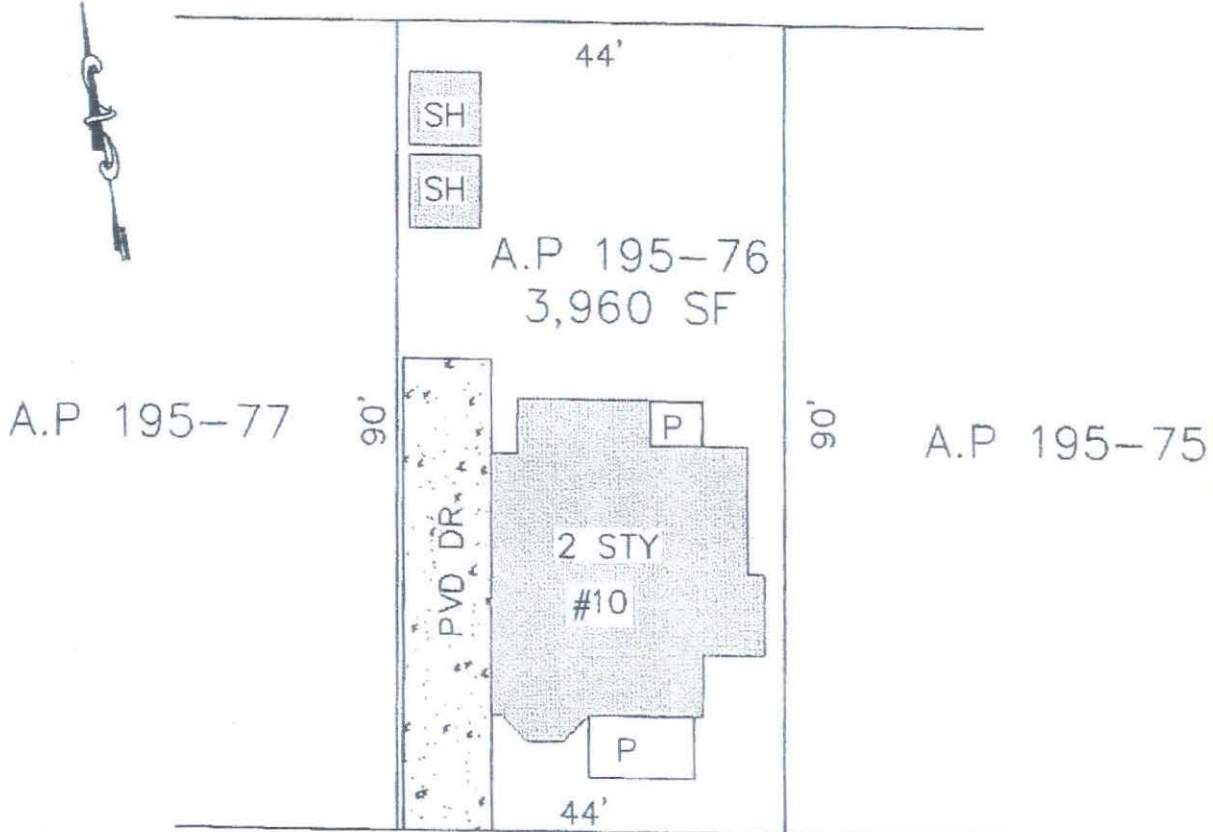 44'
SH
SH
A.P 195-76
3,960 SF
A.P 195-77
90'
P
90'
A.P 195-75
PVD DR.
2 STY
#10
P
44'